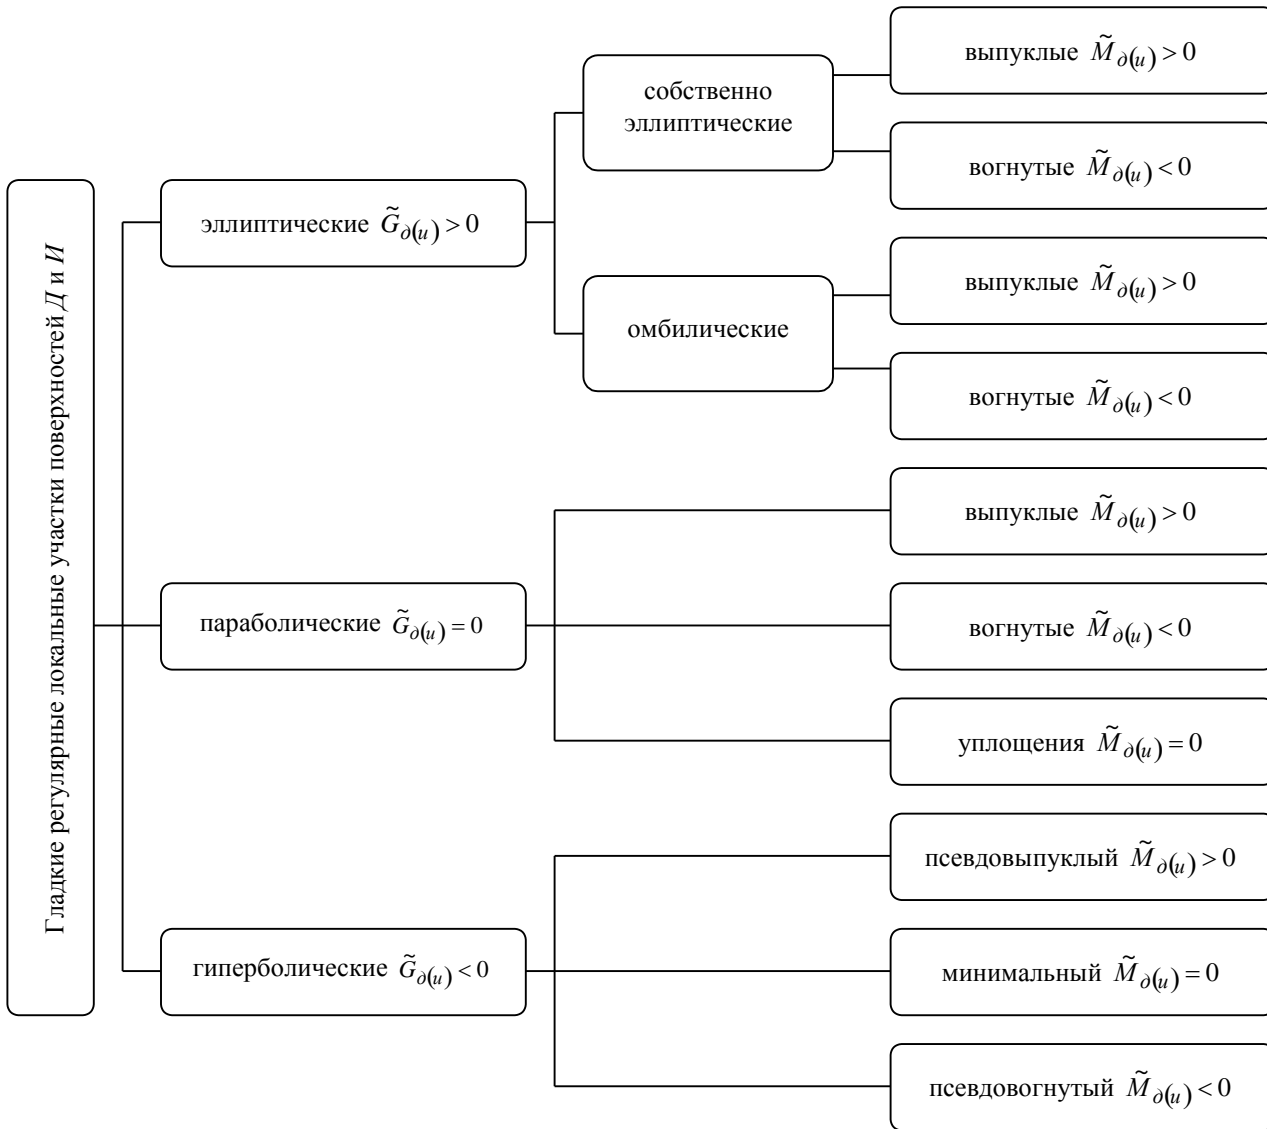 Гладкие регулярные локальные участки поверхностей Д и И
эллиптические G̃д(и) > 0
собственно
эллиптические
выпуклые M̃д(и) > 0
вогнутые M̃д(и) < 0
омбилические
выпуклые M̃д(и) > 0
вогнутые M̃д(и) < 0
параболические G̃д(и) = 0
выпуклые M̃д(и) > 0
вогнутые M̃д(и) < 0
уплощения M̃д(и) = 0
гиперболические G̃д(и) < 0
псевдовыпуклый M̃д(и) > 0
минимальный M̃д(и) = 0
псевдовогнутый M̃д(и) < 0